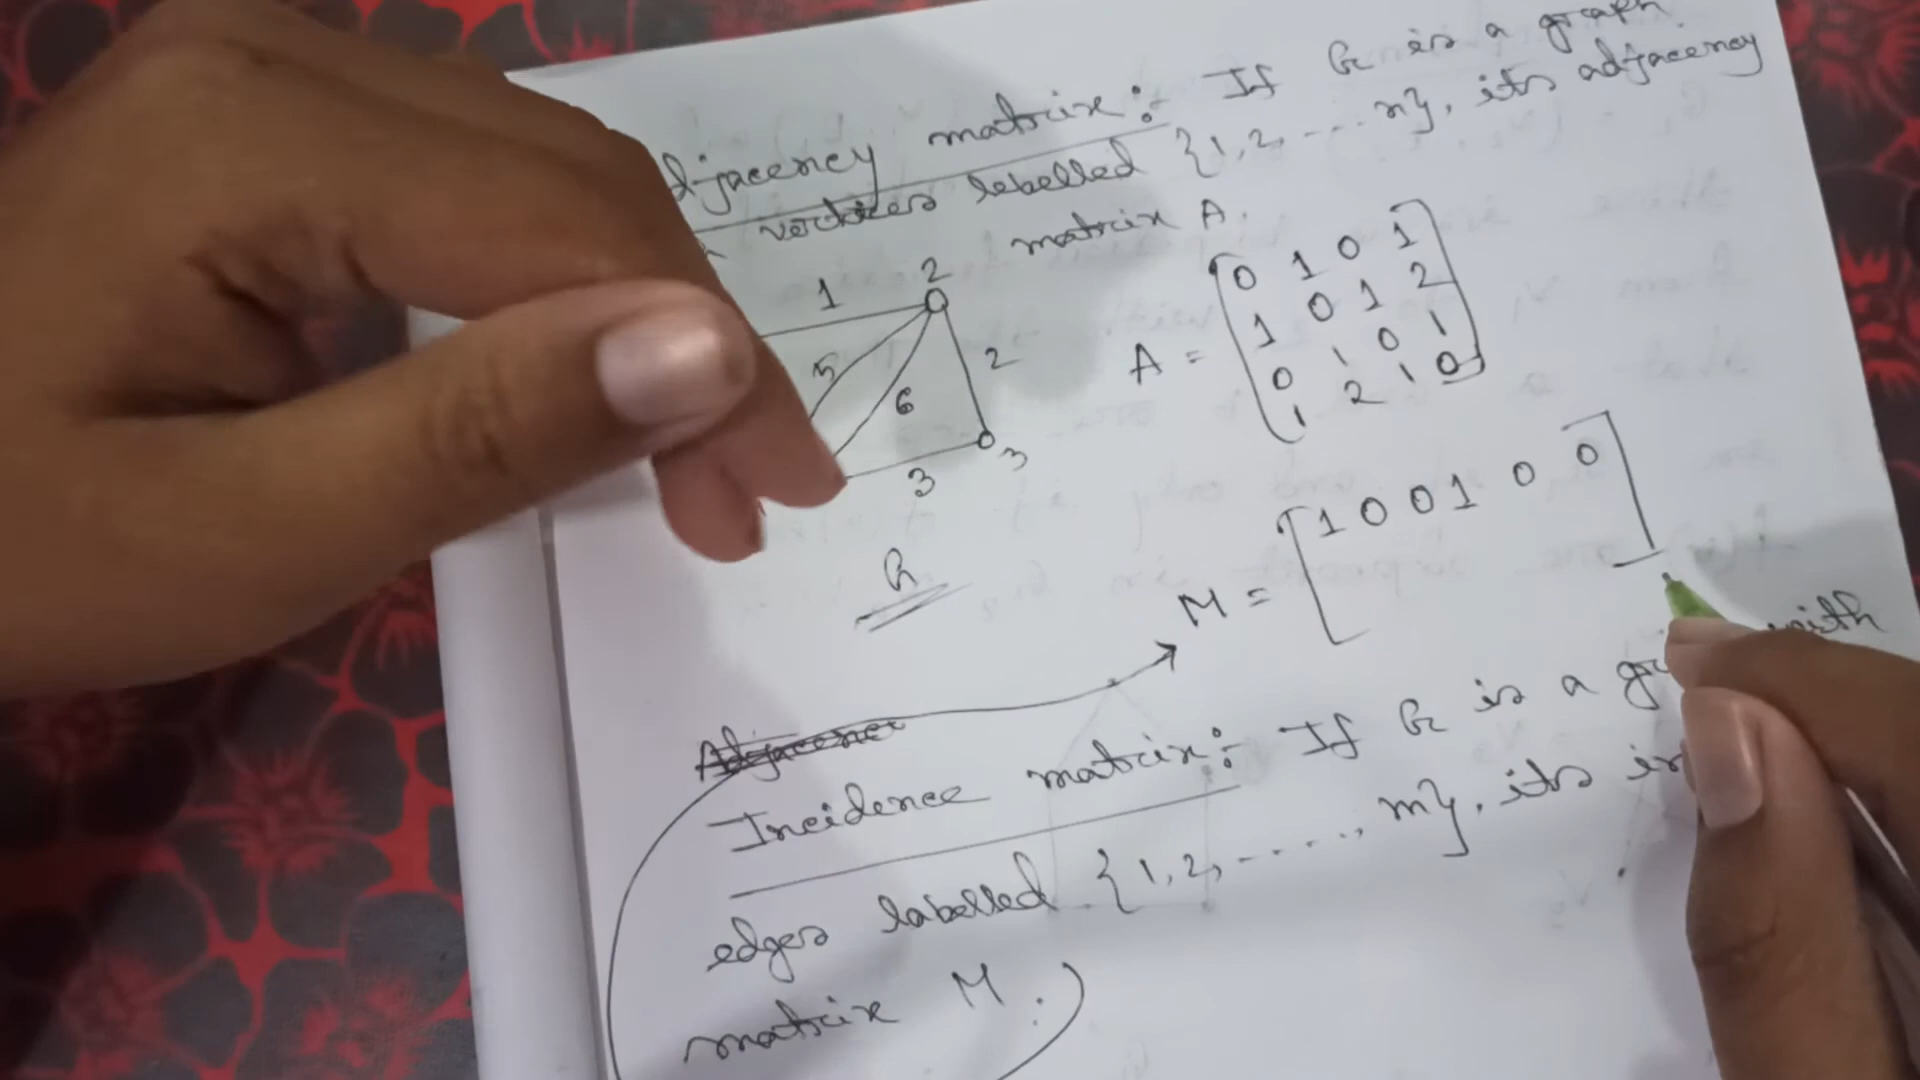 djacency matrix : If G is a graph
vertices labelled {1, 2, ... n}, its adjacency
matrix A.
1 2
5 6 2
3 3
A = [0 1 0 1
1 0 1 2
0 1 0 1
1 2 1 0]
G
M = [1 0 0 1 0 0]
Incidence matrix : If G is a with
edges labelled {1, 2, ....., m}, its
matrix M.